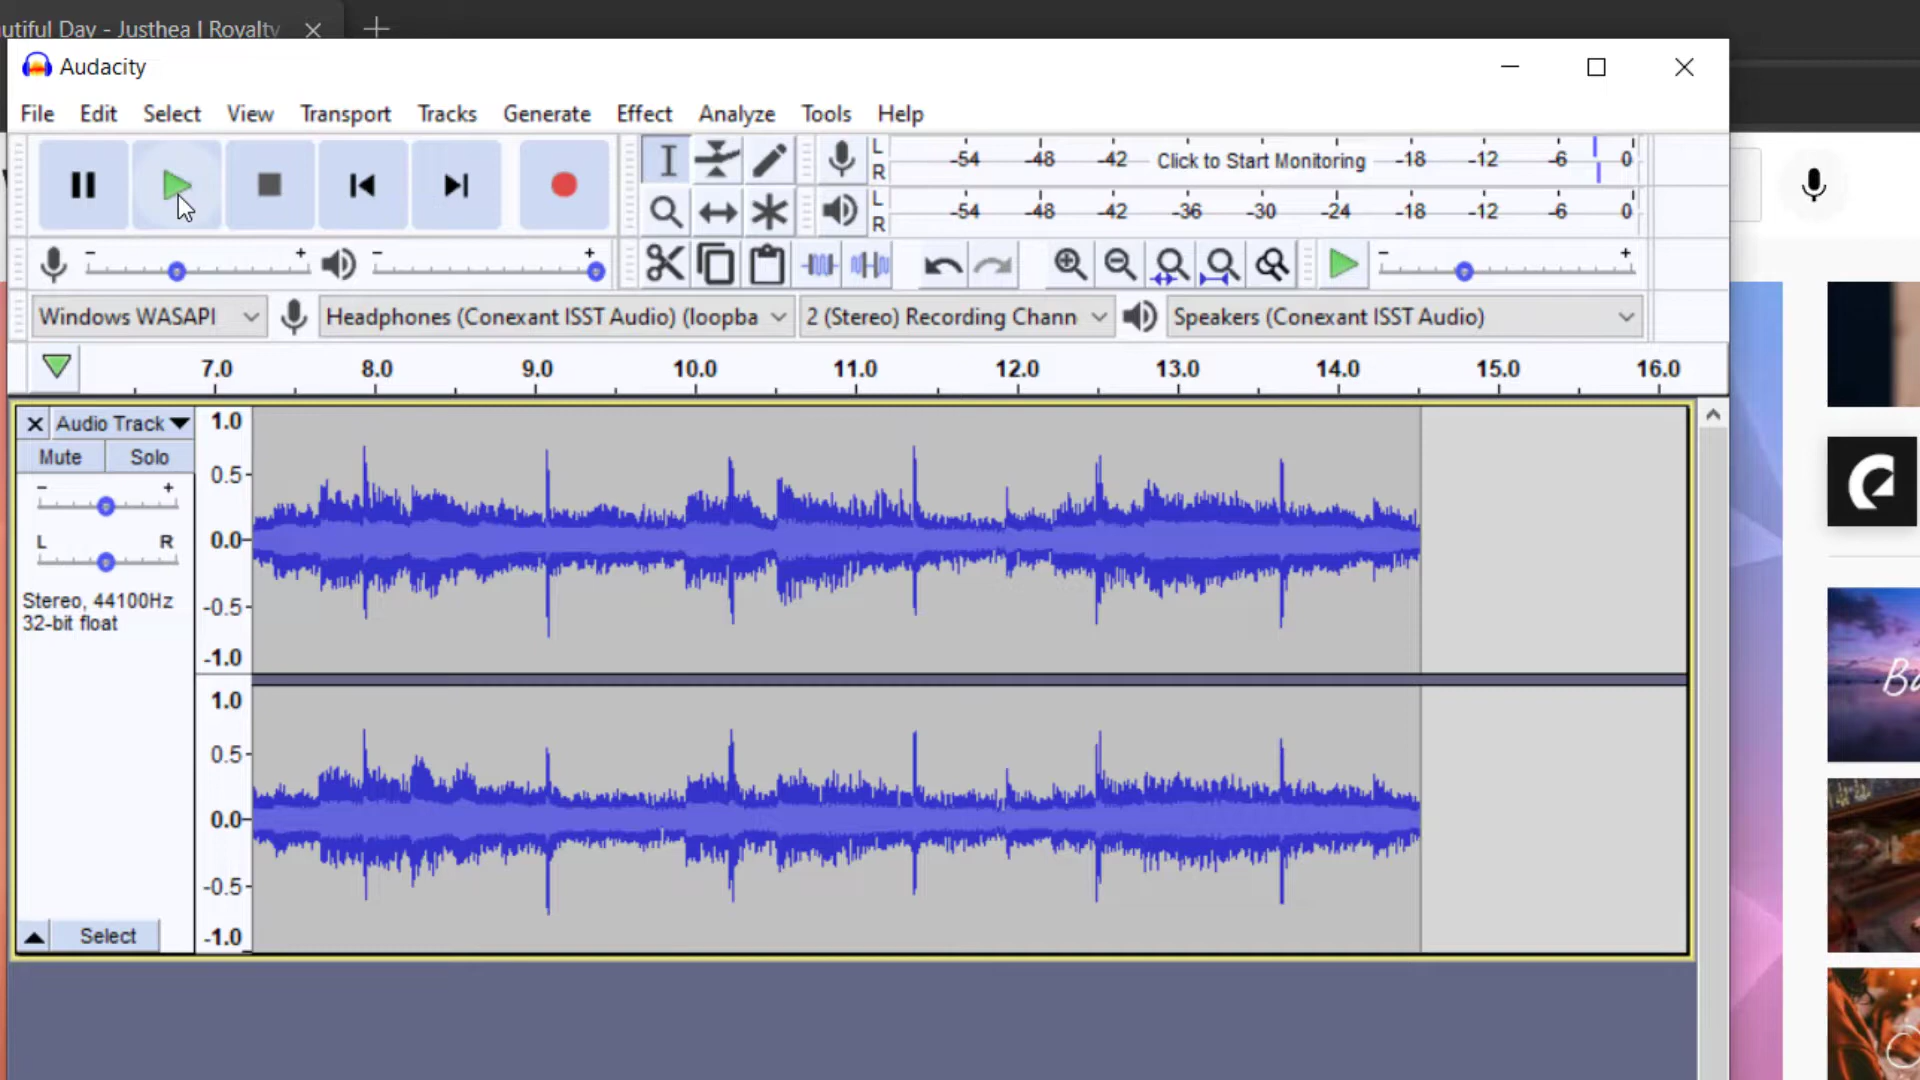 utiful Day - Justhea | Royalty
Audacity
File Edit Select View Transport Tracks Generate Effect Analyze Tools Help
L
R
-54 -48 -42 Click to Start Monitoring -18 -12 -6 0
L
R
-54 -48 -42 -36 -30 -24 -18 -12 -6 0
- + - + - +
Windows WASAPI Headphones (Conexant ISST Audio) (loopba 2 (Stereo) Recording Chann Speakers (Conexant ISST Audio)
7.0 8.0 9.0 10.0 11.0 12.0 13.0 14.0 15.0 16.0
Audio Track
Mute Solo
- +
L R
Stereo, 44100Hz
32-bit float
Select
1.0
0.5
0.0
-0.5
-1.0
1.0
0.5
0.0
-0.5
-1.0